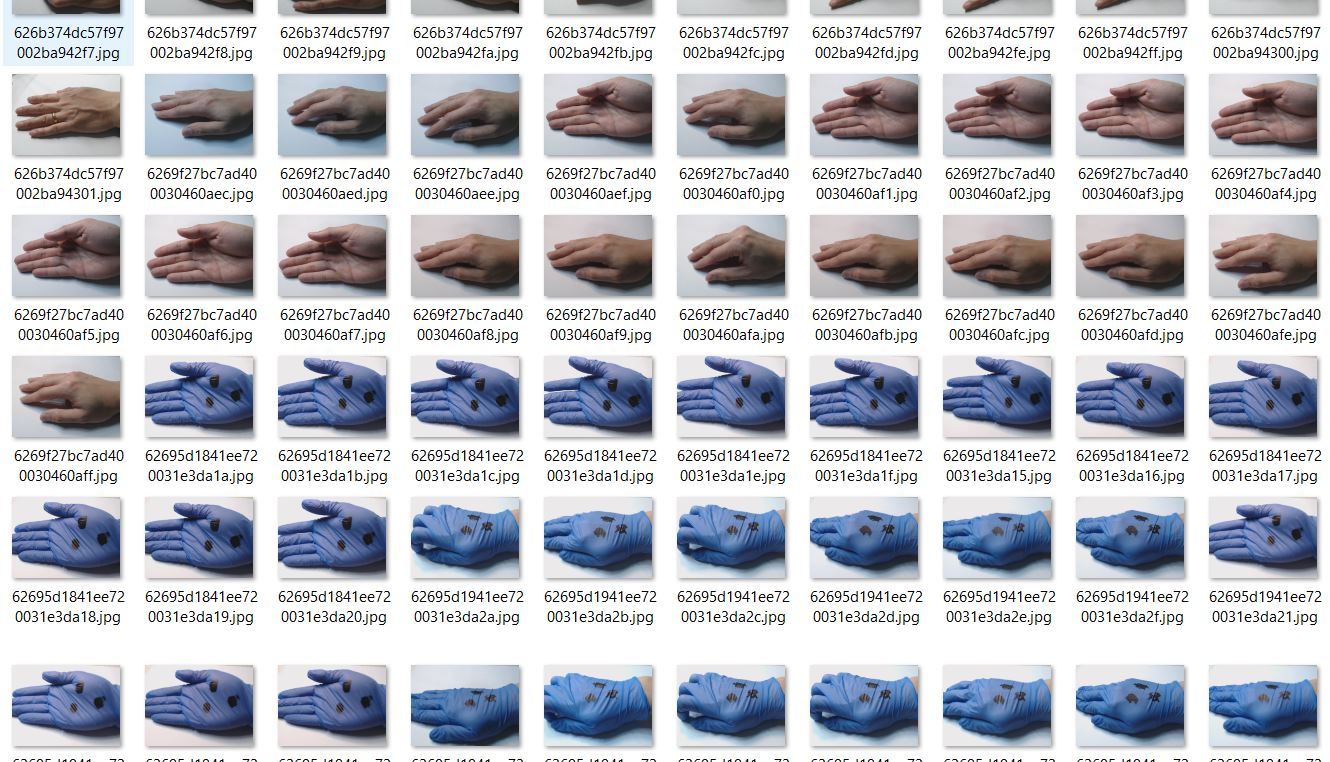 626b374dc57f97 626b374dc57f97 626b374dc57f97 626b374dc57f97 626b374dc57f97 626b374dc57f97 626b374dc57f97 626b374dc57f97 626b374dc57f97 626b374dc57f97
002ba942f7.jpg 002ba942f8.jpg 002ba942f9.jpg 002ba942fa.jpg 002ba942fb.jpg 002ba942fc.jpg 002ba942fd.jpg 002ba942fe.jpg 002ba942ff.jpg 002ba94300.jpg
626b374dc57f97 6269f27bc7ad40 6269f27bc7ad40 6269f27bc7ad40 6269f27bc7ad40 6269f27bc7ad40 6269f27bc7ad40 6269f27bc7ad40 6269f27bc7ad40 6269f27bc7ad40
002ba94301.jpg 0030460aec.jpg 0030460aed.jpg 0030460aee.jpg 0030460aef.jpg 0030460af0.jpg 0030460af1.jpg 0030460af2.jpg 0030460af3.jpg 0030460af4.jpg
6269f27bc7ad40 6269f27bc7ad40 6269f27bc7ad40 6269f27bc7ad40 6269f27bc7ad40 6269f27bc7ad40 6269f27bc7ad40 6269f27bc7ad40 6269f27bc7ad40 6269f27bc7ad40
0030460af5.jpg 0030460af6.jpg 0030460af7.jpg 0030460af8.jpg 0030460af9.jpg 0030460afa.jpg 0030460afb.jpg 0030460afc.jpg 0030460afd.jpg 0030460afe.jpg
6269f27bc7ad40 62695d1841ee72 62695d1841ee72 62695d1841ee72 62695d1841ee72 62695d1841ee72 62695d1841ee72 62695d1841ee72 62695d1841ee72 62695d1841ee72
0030460aff.jpg 0031e3da1a.jpg 0031e3da1b.jpg 0031e3da1c.jpg 0031e3da1d.jpg 0031e3da1e.jpg 0031e3da1f.jpg 0031e3da15.jpg 0031e3da16.jpg 0031e3da17.jpg
62695d1841ee72 62695d1841ee72 62695d1841ee72 62695d1941ee72 62695d1941ee72 62695d1941ee72 62695d1941ee72 62695d1941ee72 62695d1941ee72 62695d1841ee72
0031e3da18.jpg 0031e3da19.jpg 0031e3da20.jpg 0031e3da2a.jpg 0031e3da2b.jpg 0031e3da2c.jpg 0031e3da2d.jpg 0031e3da2e.jpg 0031e3da2f.jpg 0031e3da21.jpg